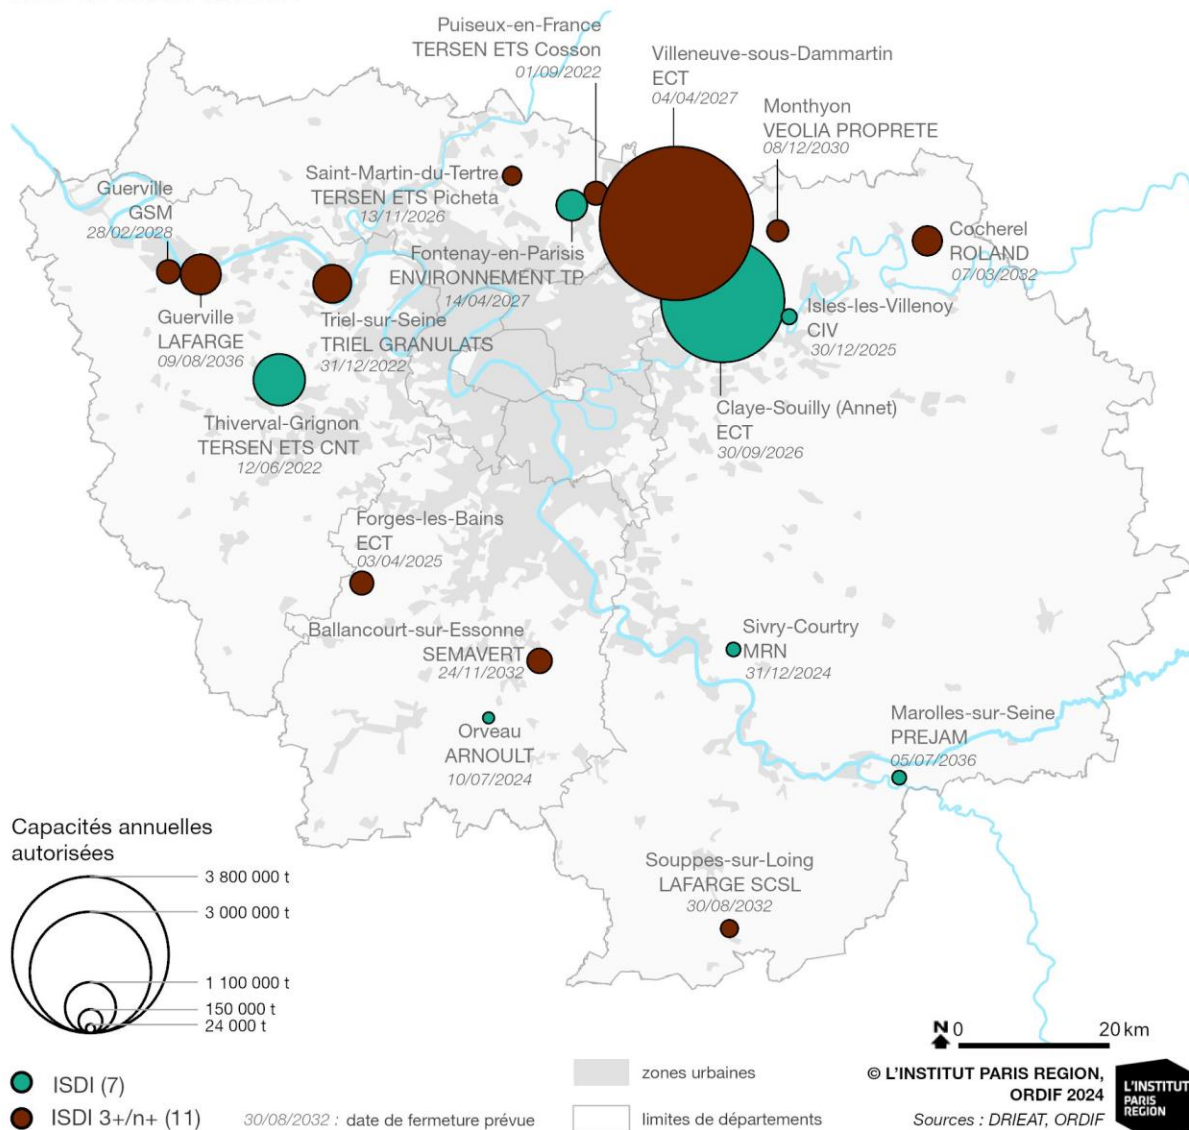 Puiseux-en-France
TERSEN ETS Cosson
01/09/2022
Villeneuve-sous-Dammartin
ECT
04/04/2027
Monthyon
VEOLIA PROPRETE
08/12/2030
Saint-Martin-du-Tertre
TERSEN ETS Picheta
13/11/2026
Guerville
GSM
28/02/2028
Cocherel
ROLAND
07/03/2032
Fontenay-en-Parisis
ENVIRONNEMENT TP
14/04/2027
Guerville
LAFARGE
09/08/2036
Triel-sur-Seine
TRIEL GRANULATS
31/12/2022
Isles-les-Villenoy
CIV
30/12/2025
Thiverval-Grignon
TERSEN ETS CNT
12/06/2022
Claye-Souilly (Annet)
ECT
30/09/2026
Forges-les-Bains
ECT
03/04/2025
Ballancourt-sur-Essonne
SEMAVERT
24/11/2032
Sivry-Courtry
MRN
31/12/2024
Orveau
ARNOULT
10/07/2024
Marolles-sur-Seine
PREJAM
05/07/2036
Souppes-sur-Loing
LAFARGE SCSL
30/08/2032
Capacités annuelles
autorisées
3 800 000 t
3 000 000 t
1 100 000 t
150 000 t
24 000 t
ISDI (7)
ISDI 3+/n+ (11)
30/08/2032 : date de fermeture prévue
zones urbaines
limites de départements
N 0 20 km
© L'INSTITUT PARIS REGION,
ORDIF 2024
Sources : DRIEAT, ORDIF
L'INSTITUT
PARIS
REGION